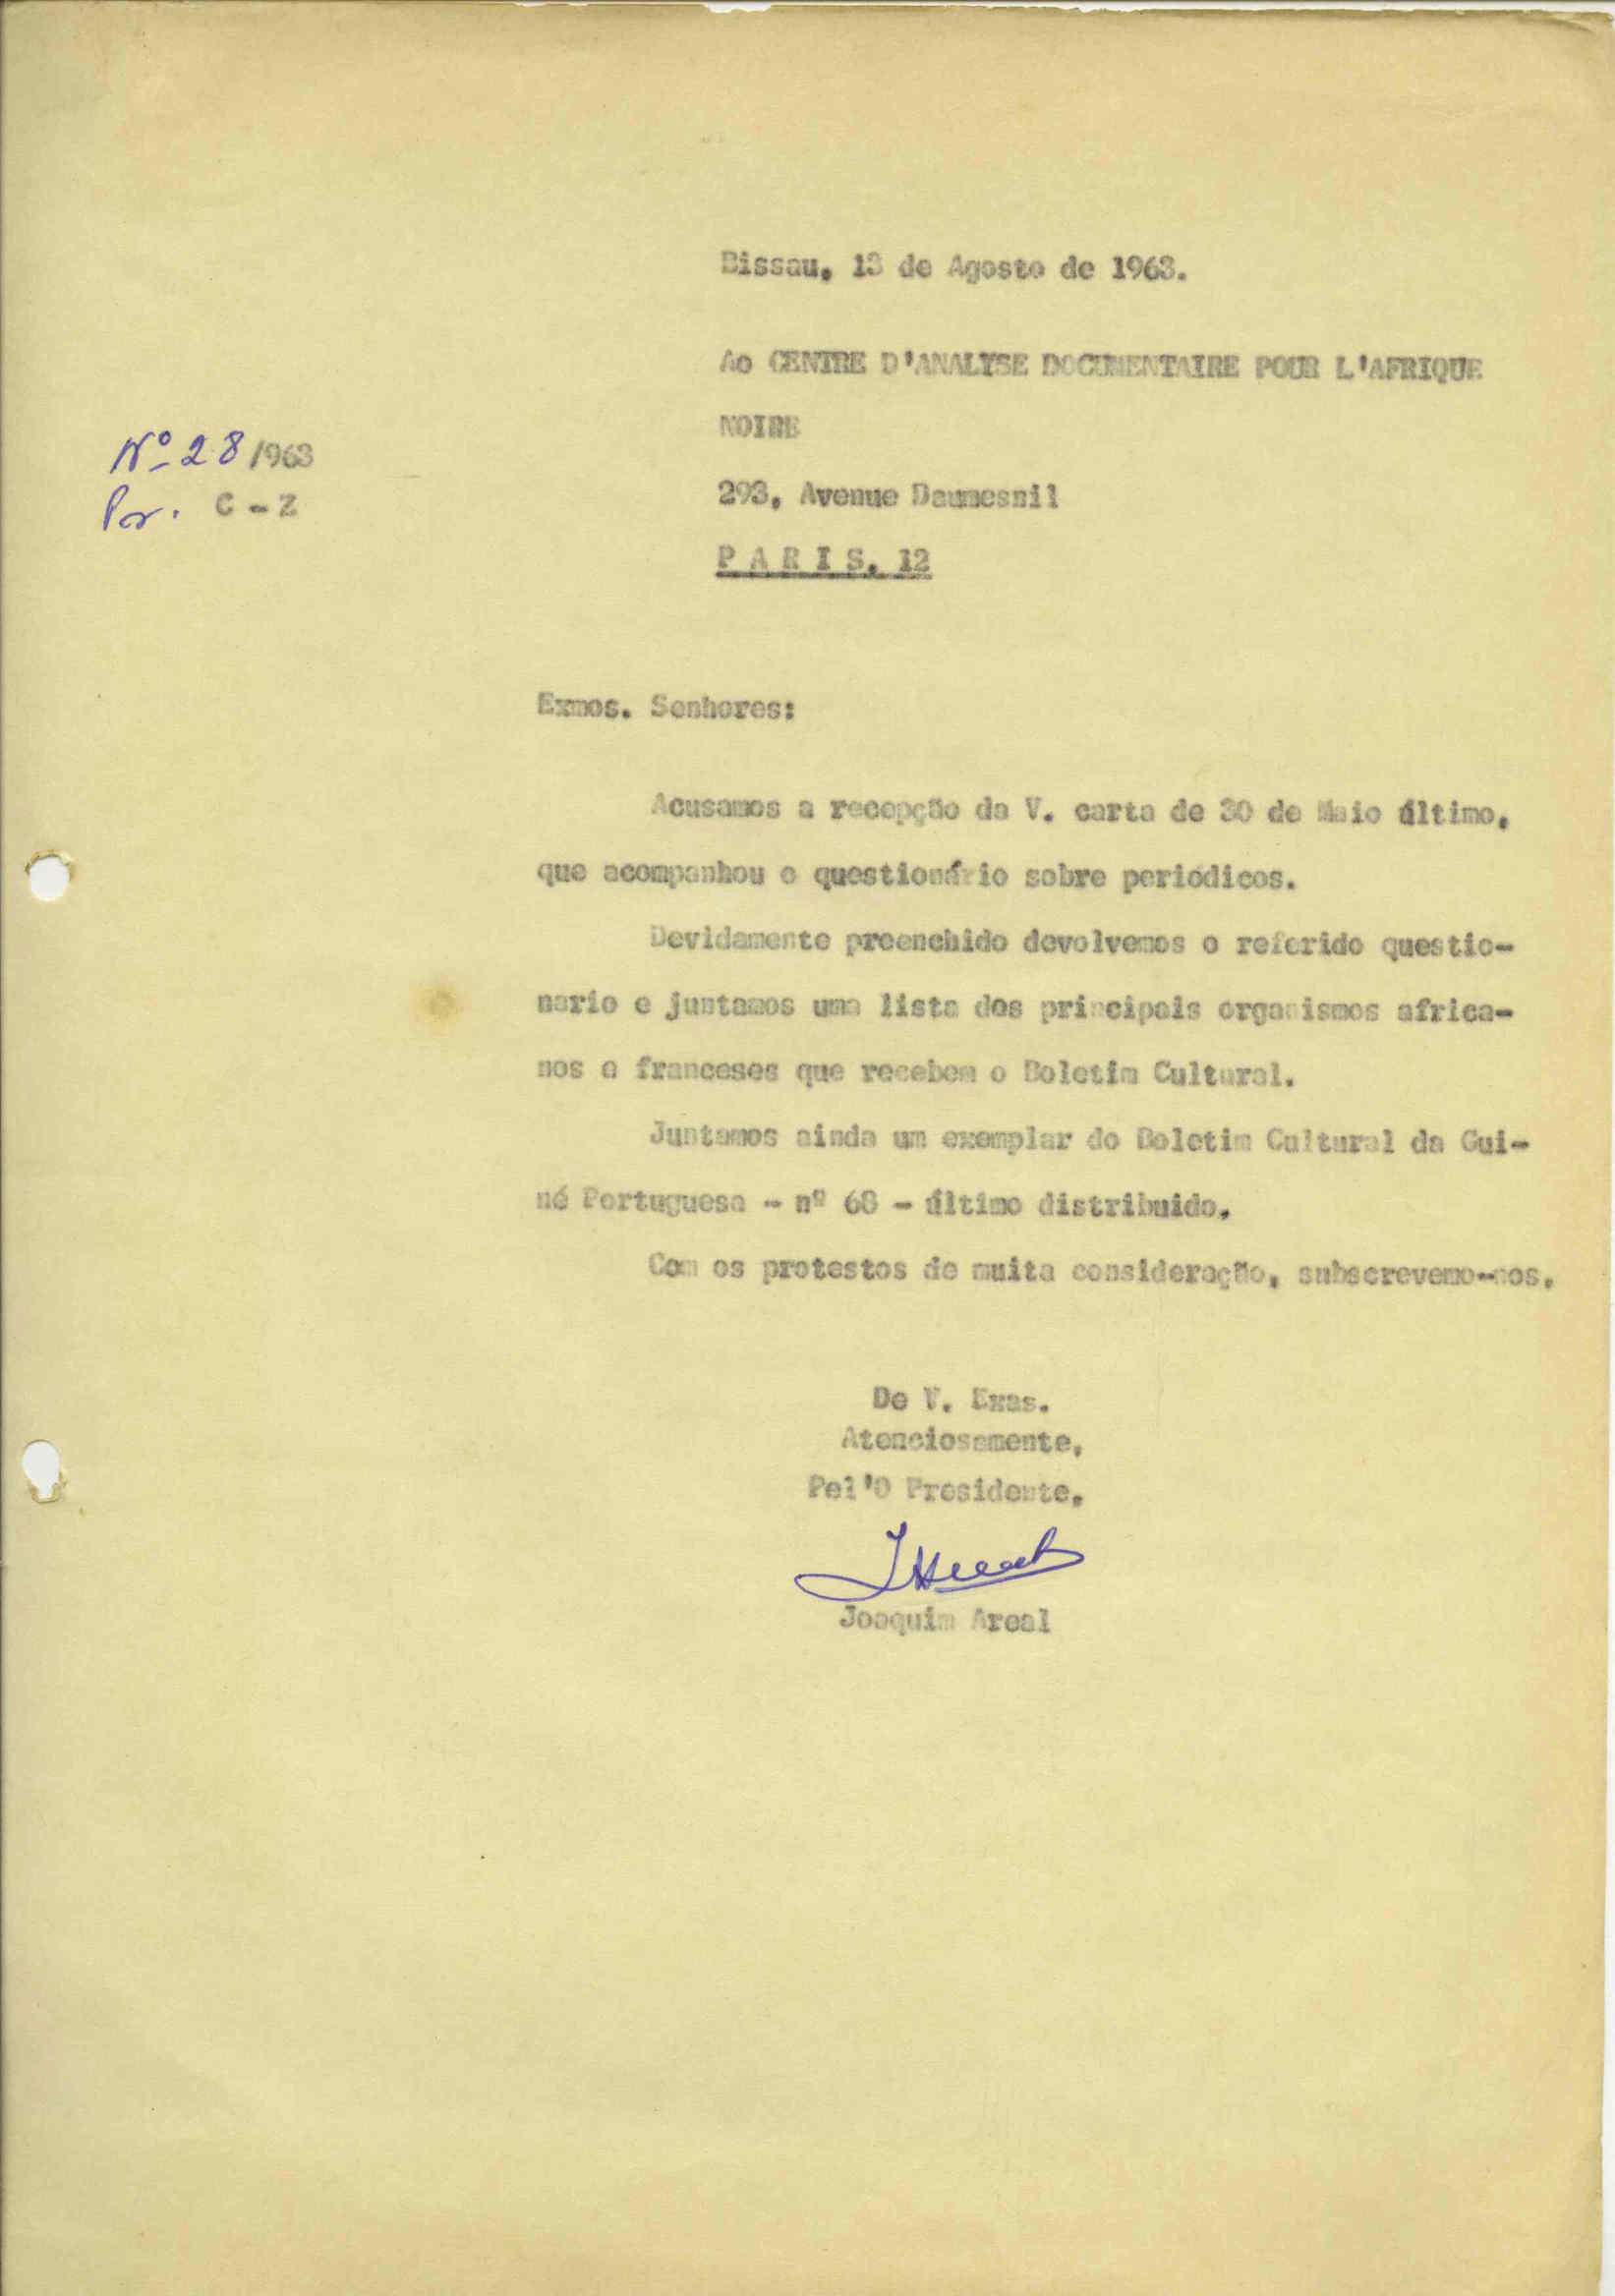 Bissau, 13 de Agosto de 1963.
Ao CENTRE D'ANALYSE DOCUMENTAIRE POUR L'AFRIQUE
NOIRE
Nº 28/963
Por. C - Z
293, Avenue Daumesnil
P A R I S, 12
Exmos. Senhores:
Acusamos a recepção da V. carta de 30 de Maio último,
que acompanhou o questionário sobre periódicos.
Devidamente preenchido devolvemos o referido questio-
nario e juntamos uma lista dos principais organismos africa-
nos e franceses que recebem o Boletim Cultural.
Juntamos ainda um exemplar do Boletim Cultural da Gui-
né Portuguesa - nº 68 - último distribuido.
Com os protestos de muita consideração, subscrevemo-nos,
De V. Exas.
Atenciosamente,
Pel'O Presidente,
Joaquim Areal